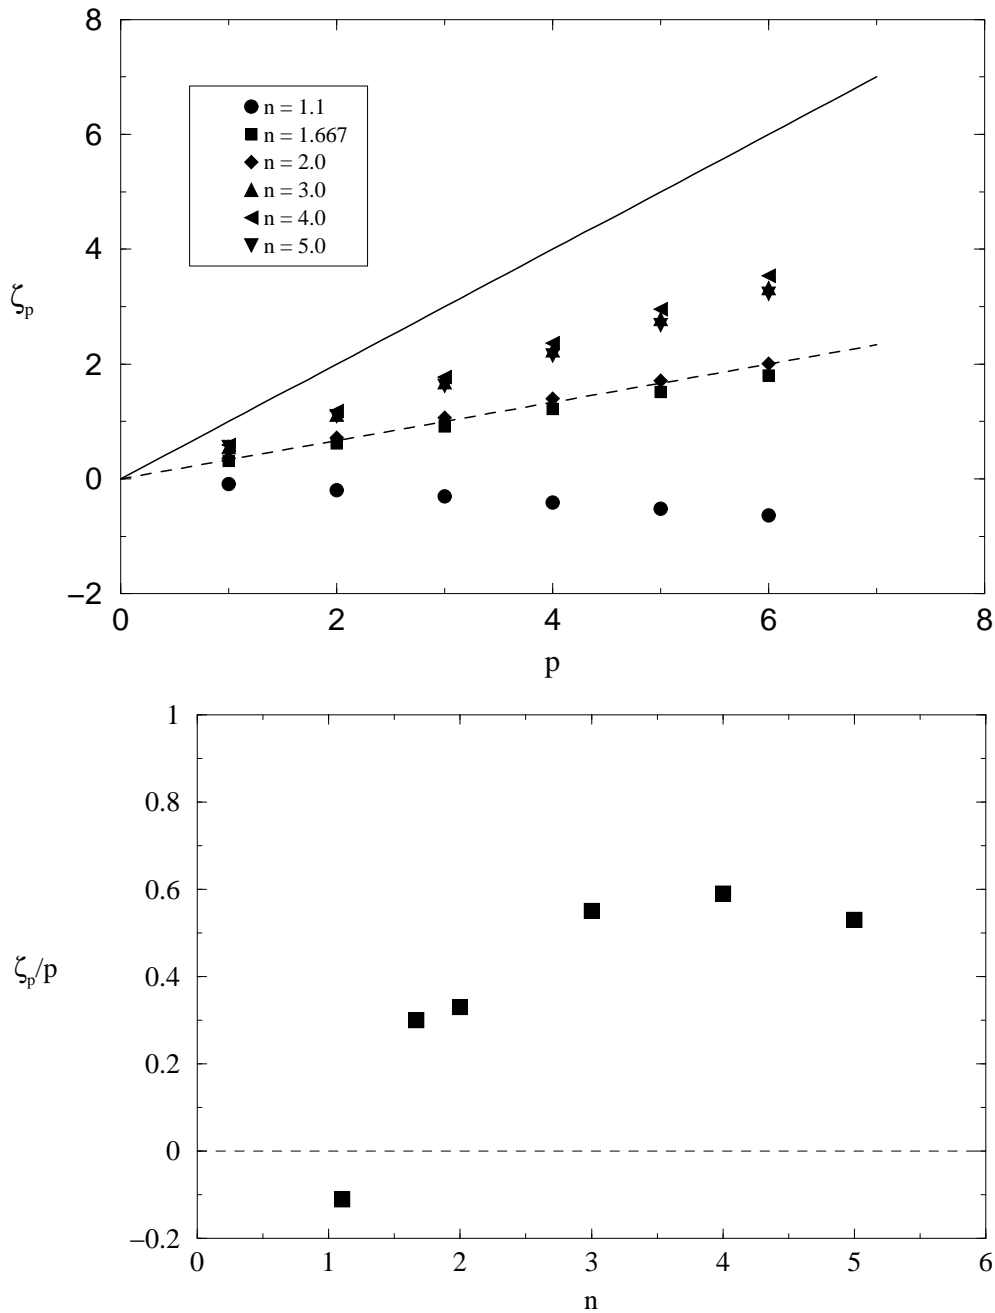 8
6
4
2
0
−2
ζp
n = 1.1
n = 1.667
n = 2.0
n = 3.0
n = 4.0
n = 5.0
0 2 4 6 8
p
1
0.8
0.6
0.4
0.2
0
−0.2
ζp/p
0 1 2 3 4 5 6
n